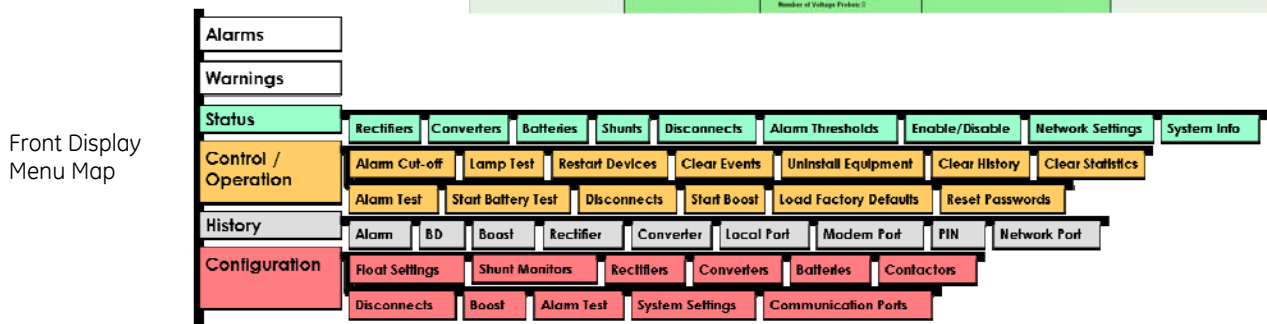 Number of Voltage Probes: 0
Front Display
Menu Map
Alarms
Warnings
Status
Rectifiers Converters Batteries Shunts Disconnects Alarm Thresholds Enable/Disable Network Settings System Info
Control /
Operation
Alarm Cut-off Lamp Test Restart Devices Clear Events Uninstall Equipment Clear History Clear Statistics
Alarm Test Start Battery Test Disconnects Start Boost Load Factory Defaults Reset Passwords
History
Alarm BD Boost Rectifier Converter Local Port Modem Port PIN Network Port
Configuration
Float Settings Shunt Monitors Rectifiers Converters Batteries Contactors
Disconnects Boost Alarm Test System Settings Communication Ports